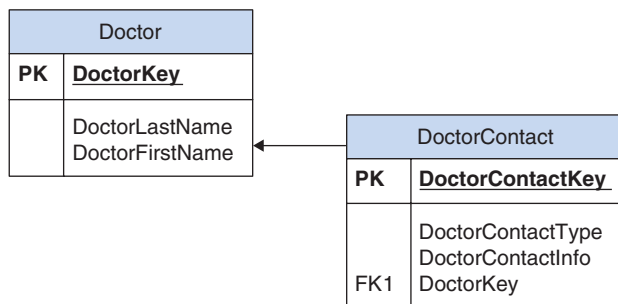 Doctor
PK DoctorKey
DoctorLastName
DoctorFirstName
DoctorContact
PK DoctorContactKey
DoctorContactType
DoctorContactInfo
FK1 DoctorKey